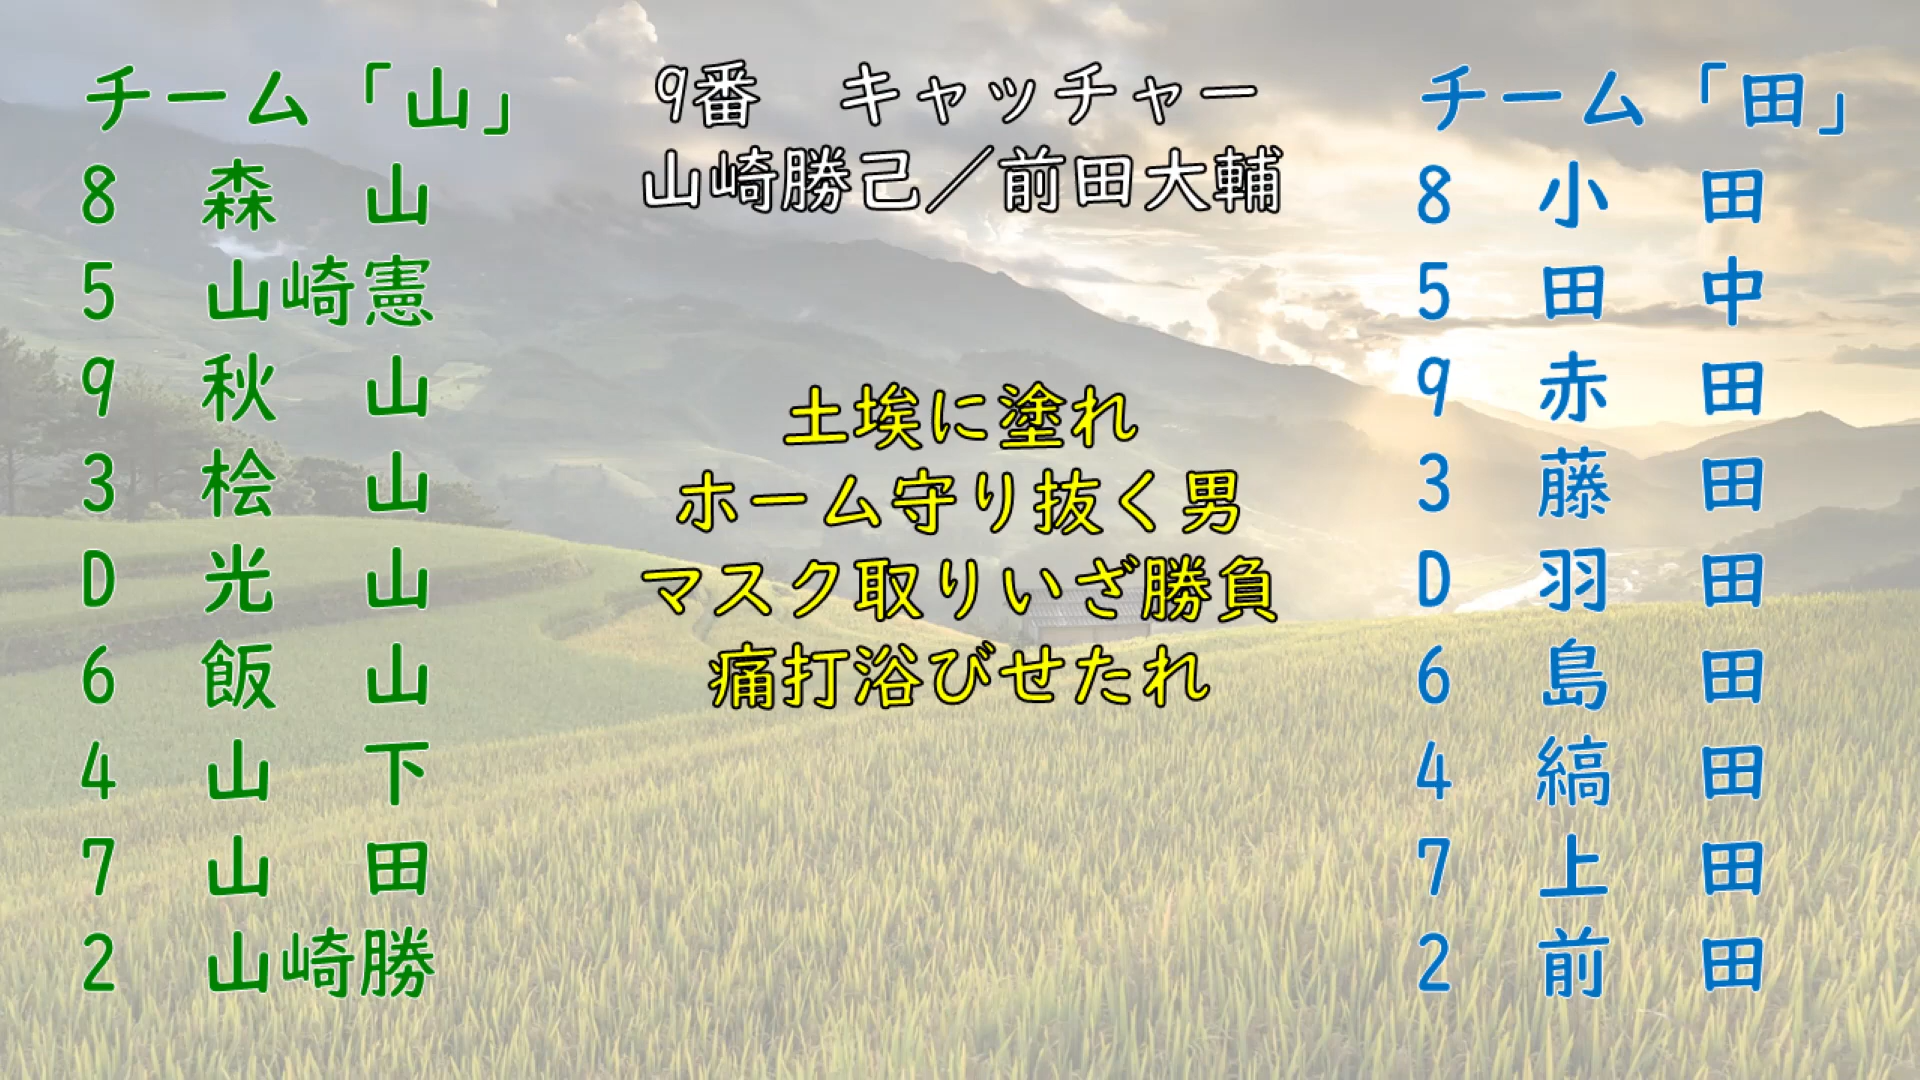 チーム「山」
8 森 山
5 山崎憲
9 秋 山
3 桧 山
D 光 山
6 飯 山
4 山 下
7 山 田
2 山崎勝
9番 キャッチャー
山崎勝己／前田大輔
土埃に塗れ
ホーム守り抜く男
マスク取りいざ勝負
痛打浴びせたれ
チーム「田」
8 小 田
5 田 中
9 赤 田
3 藤 田
D 羽 田
6 島 田
4 縞 田
7 上 田
2 前 田